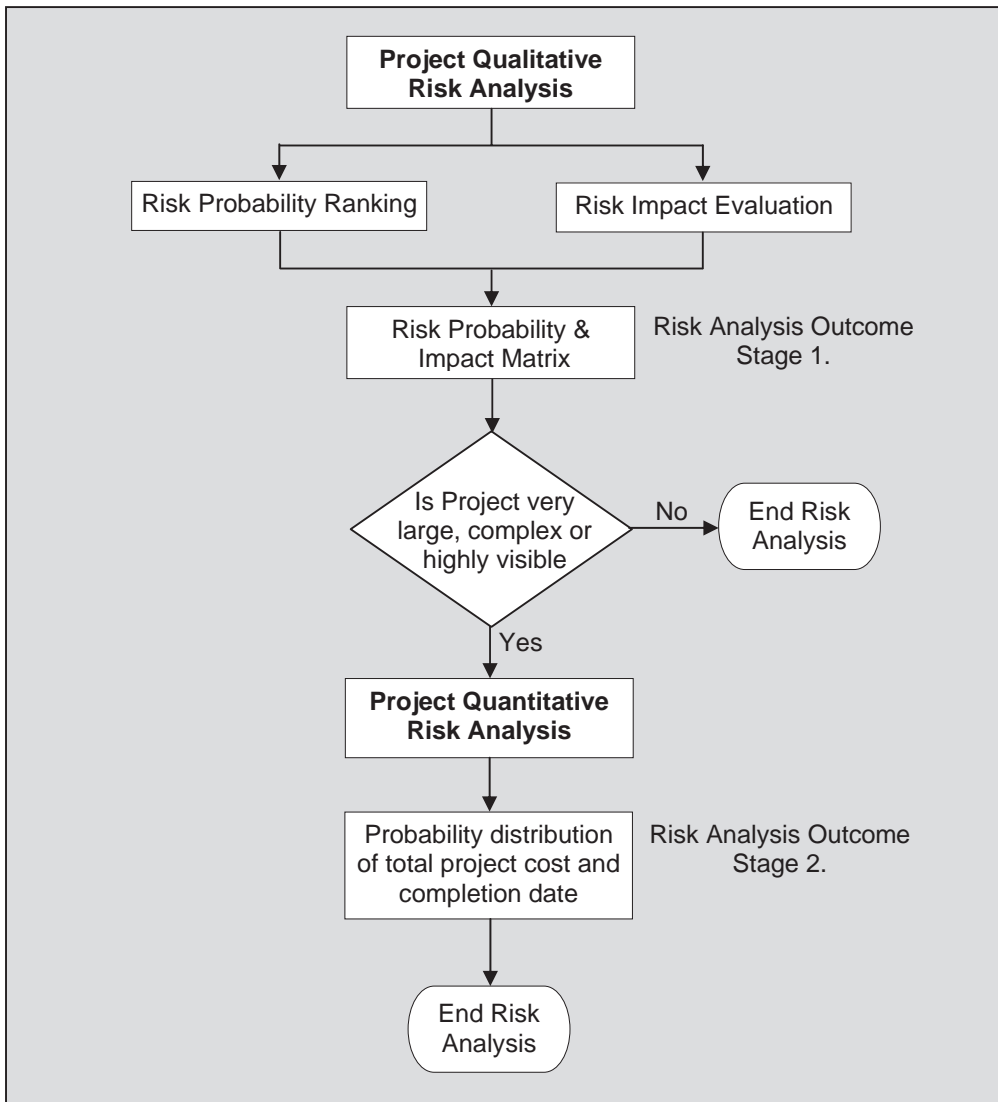 Project Qualitative
Risk Analysis
Risk Probability Ranking
Risk Impact Evaluation
Risk Probability &
Impact Matrix
Risk Analysis Outcome
Stage 1.
Is Project very
large, complex or
highly visible
No
End Risk
Analysis
Yes
Project Quantitative
Risk Analysis
Probability distribution
of total project cost and
completion date
Risk Analysis Outcome
Stage 2.
End Risk
Analysis